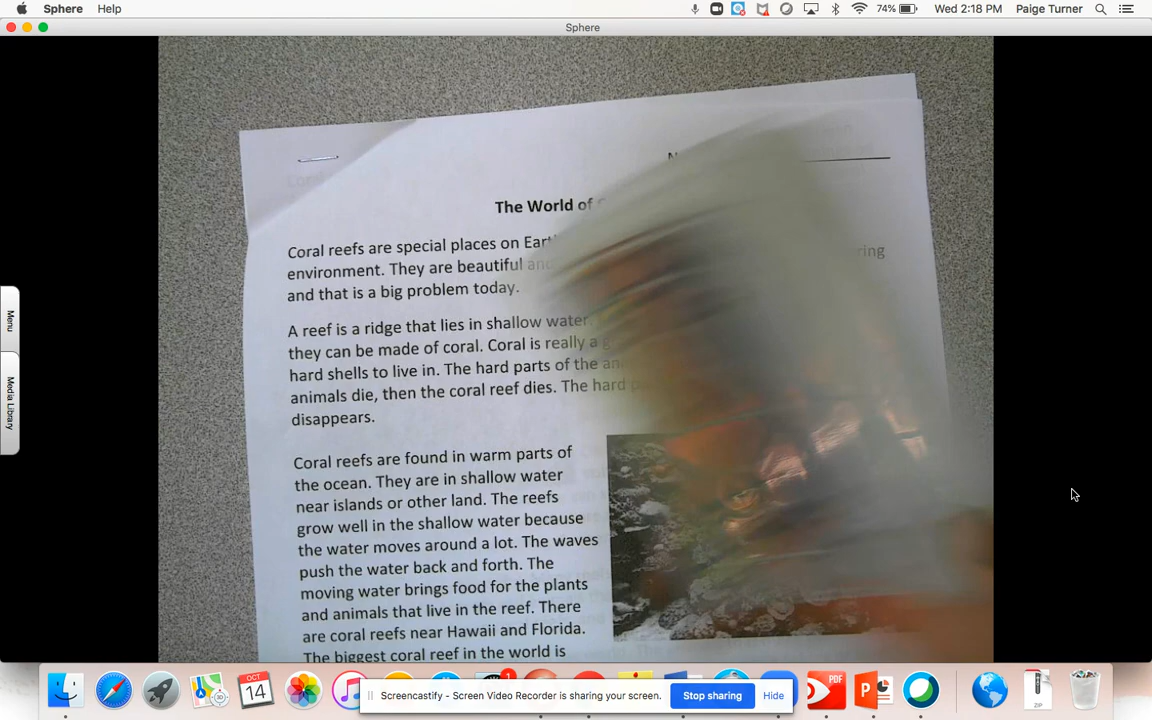 Sphere Help 74% Wed 2:18 PM Paige Turner
Sphere
Menu
Media Library
The World of
Coral reefs are special places on
environment. They are beautiful and ring
and that is a big problem today.
A reef is a ridge that lies in shallow water.
they can be made of coral. Coral is really a
hard shells to live in. The hard parts of the
animals die, then the coral reef dies. The hard
disappears.
Coral reefs are found in warm parts of
the ocean. They are in shallow water
near islands or other land. The reefs
grow well in the shallow water because
the water moves around a lot. The waves
push the water back and forth. The
moving water brings food for the plants
and animals that live in the reef. There
are coral reefs near Hawaii and Florida.
The biggest coral reef in the world is
OCT
14
1
PDF
P
ZIP
Screencastify - Screen Video Recorder is sharing your screen. Stop sharing Hide